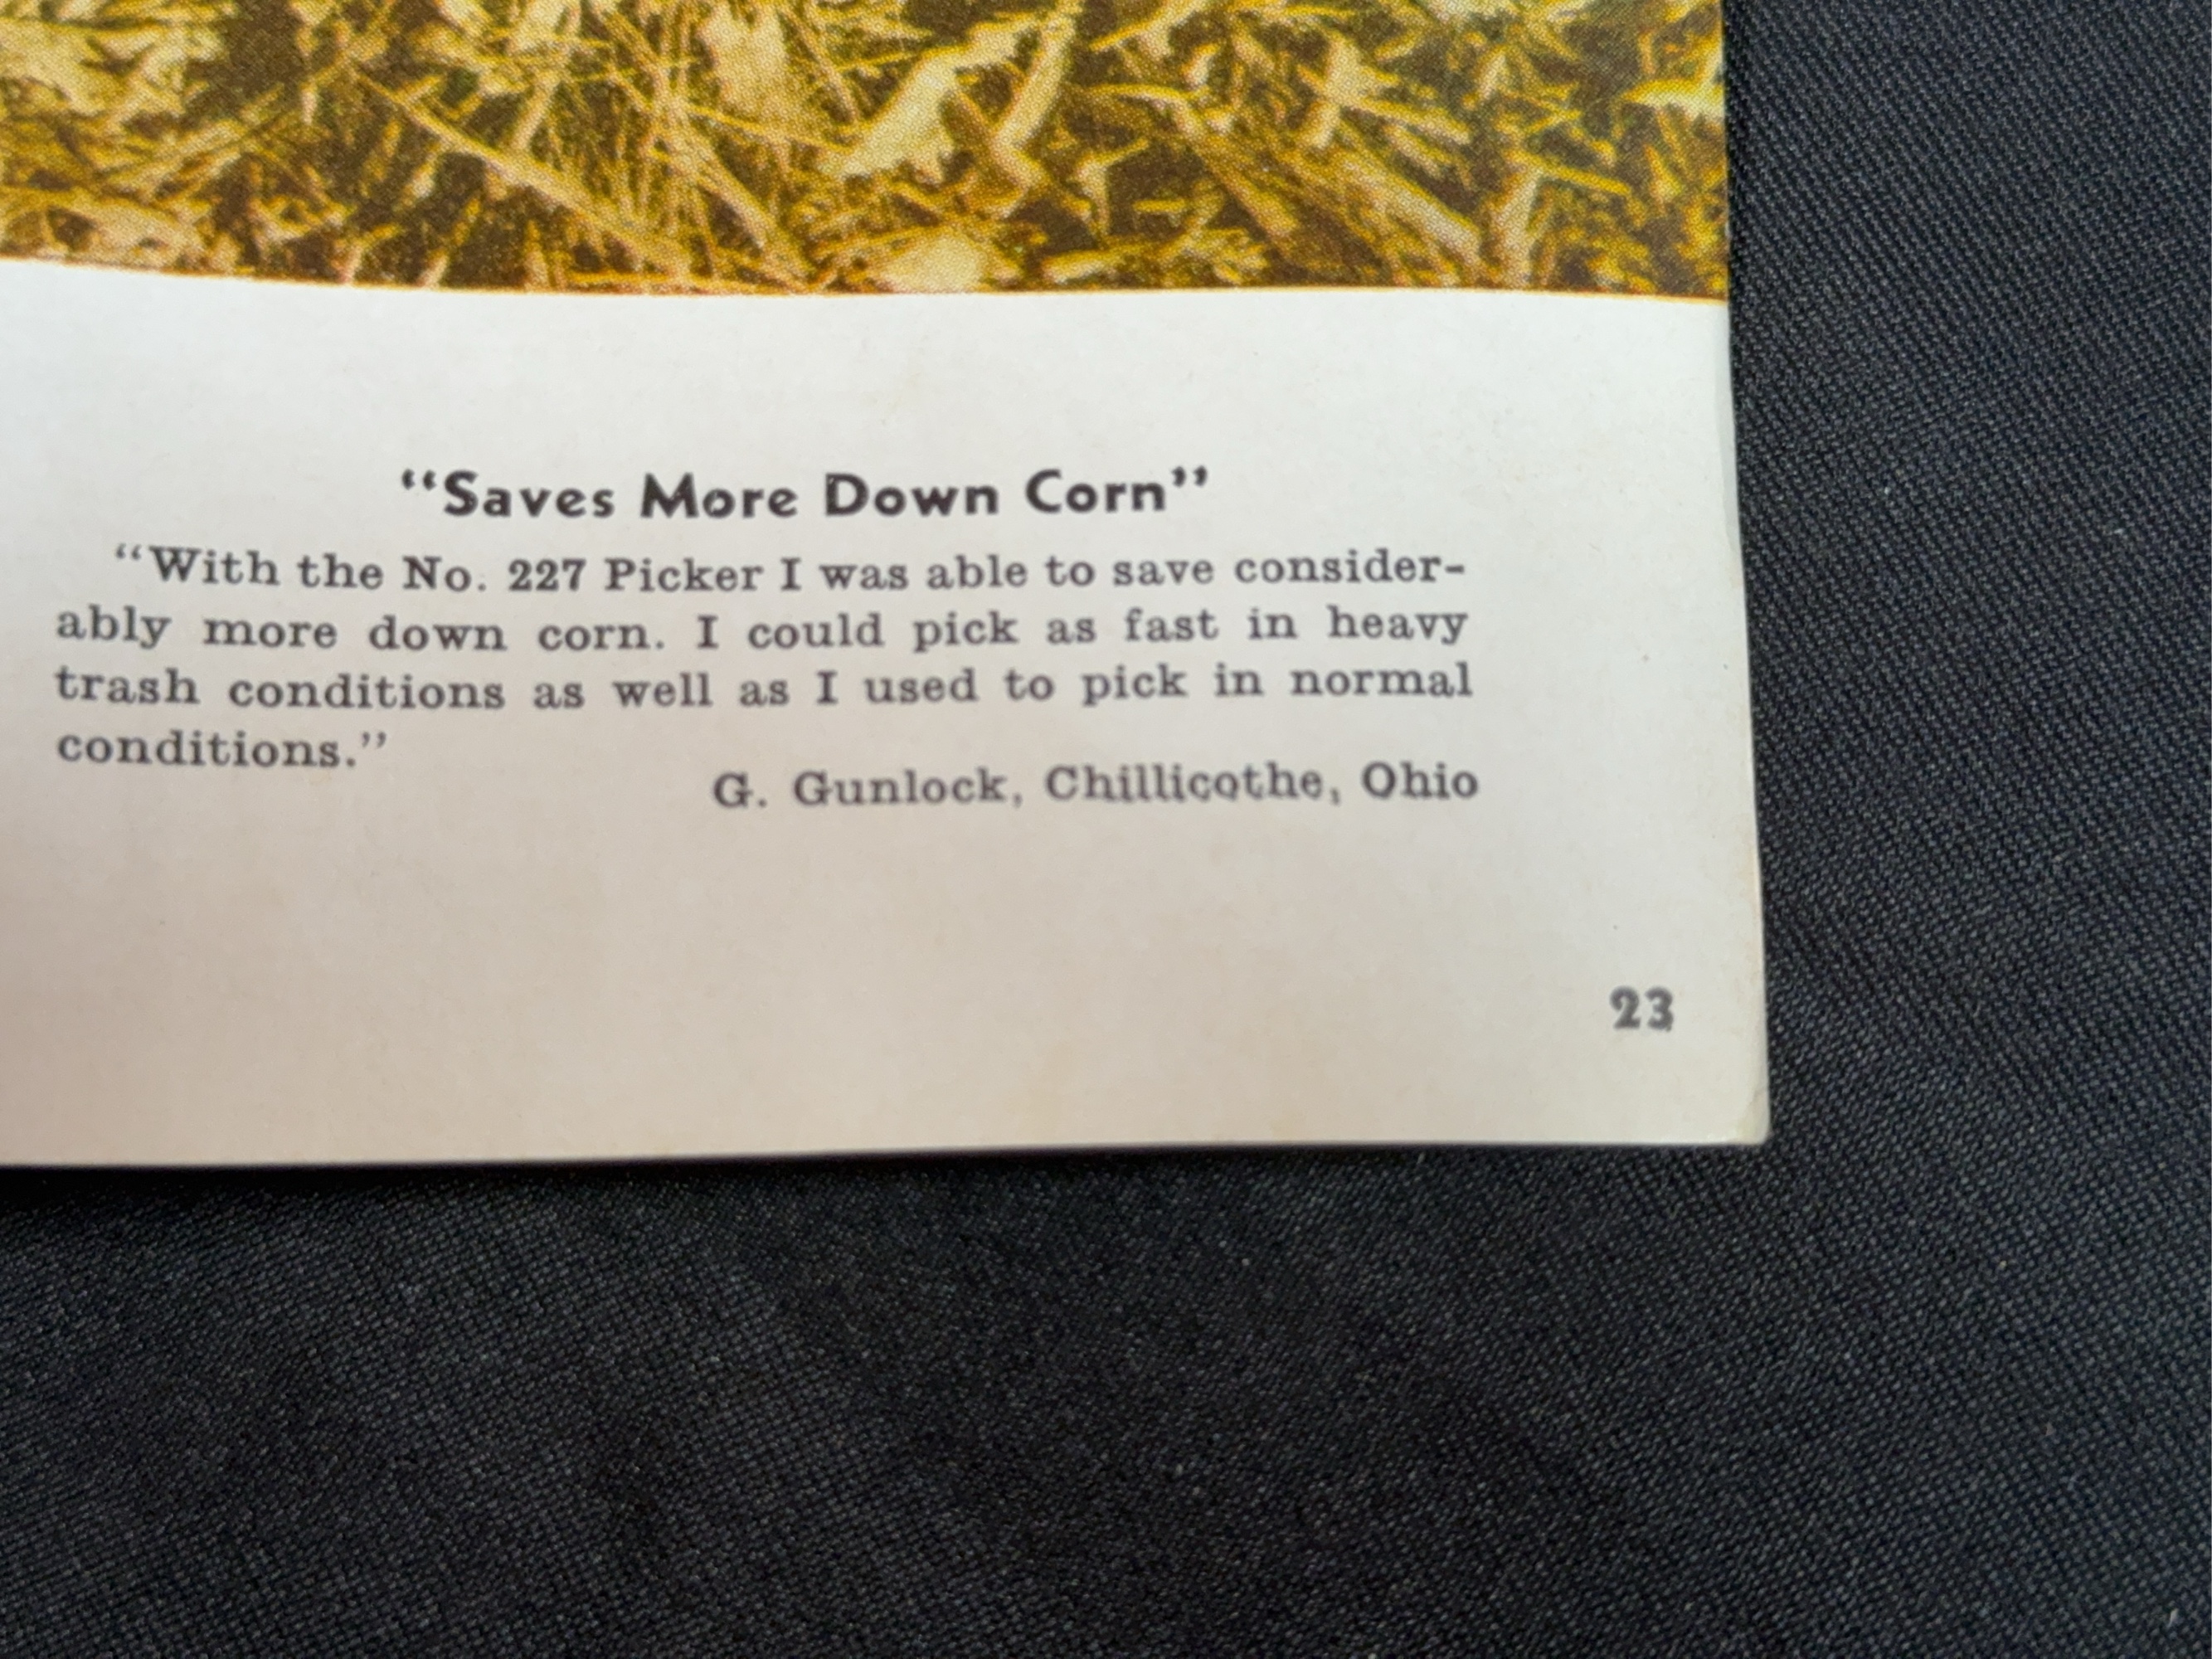 “Saves More Down Corn”
“With the No. 227 Picker I was able to save consider-
ably more down corn. I could pick as fast in heavy
trash conditions as well as I used to pick in normal
conditions.”
G. Gunlock, Chillicothe, Ohio
23